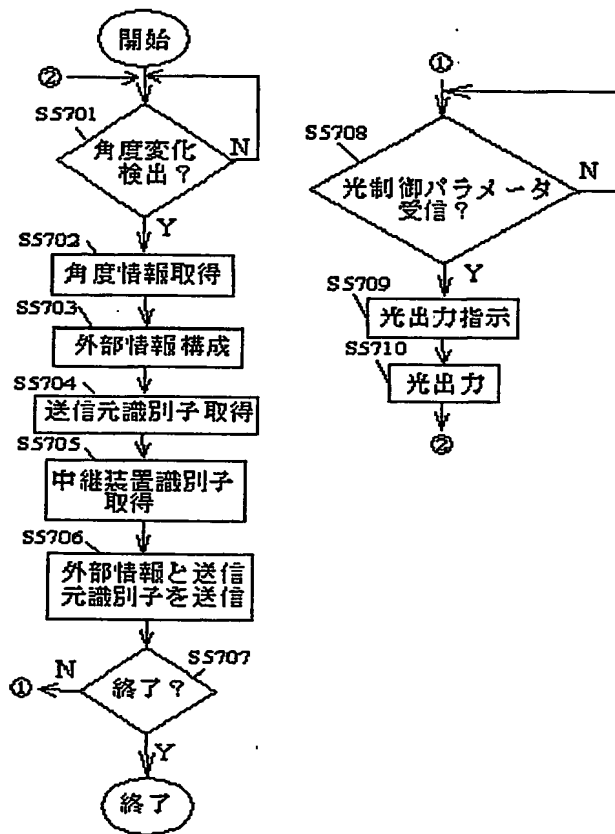 開始
②
S5701
角度変化
検出？
N
Y
S5702
角度情報取得
S5703
外部情報構成
S5704
送信元識別子取得
S5705
中継装置識別子
取得
S5706
外部情報と送信
元識別子を送信
S5707
N
①
終了？
Y
終了
①
S5708
光制御パラメータ
受信？
N
Y
S5709
光出力指示
S5710
光出力
②